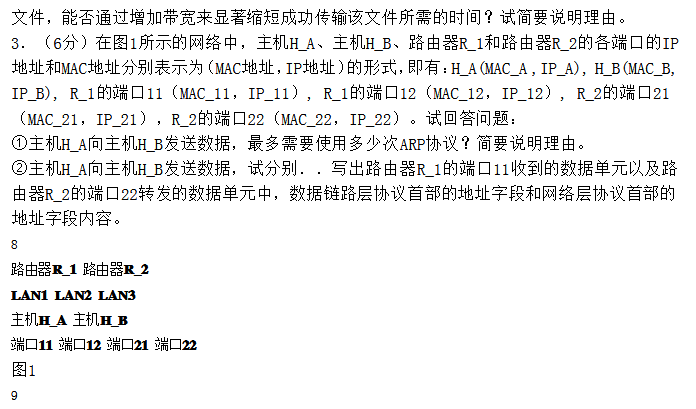 文件，能否通过增加带宽来显著缩短成功传输该文件所需的时间？试简要说明理由。
3．（6分）在图1所示的网络中，主机H_A、主机H_B、路由器R_1和路由器R_2的各端口的IP
地址和MAC地址分别表示为(MAC地址,IP地址)的形式,即有：H_A(MAC_A ,IP_A), H_B(MAC_B,
IP_B), R_1的端口11（MAC_11, IP_11）, R_1的端口12（MAC_12, IP_12）, R_2的端口21
（MAC_21, IP_21）, R_2的端口22（MAC_22, IP_22）。试回答问题：
①主机H_A向主机H_B发送数据，最多需要使用多少次ARP协议？简要说明理由。
②主机H_A向主机H_B发送数据，试分别．．写出路由器R_1的端口11收到的数据单元以及路
由器R_2的端口22转发的数据单元中，数据链路层协议首部的地址字段和网络层协议首部的
地址字段内容。
8
路由器R_1 路由器R_2
LAN1 LAN2 LAN3
主机H_A 主机H_B
端口11 端口12 端口21 端口22
图1
9